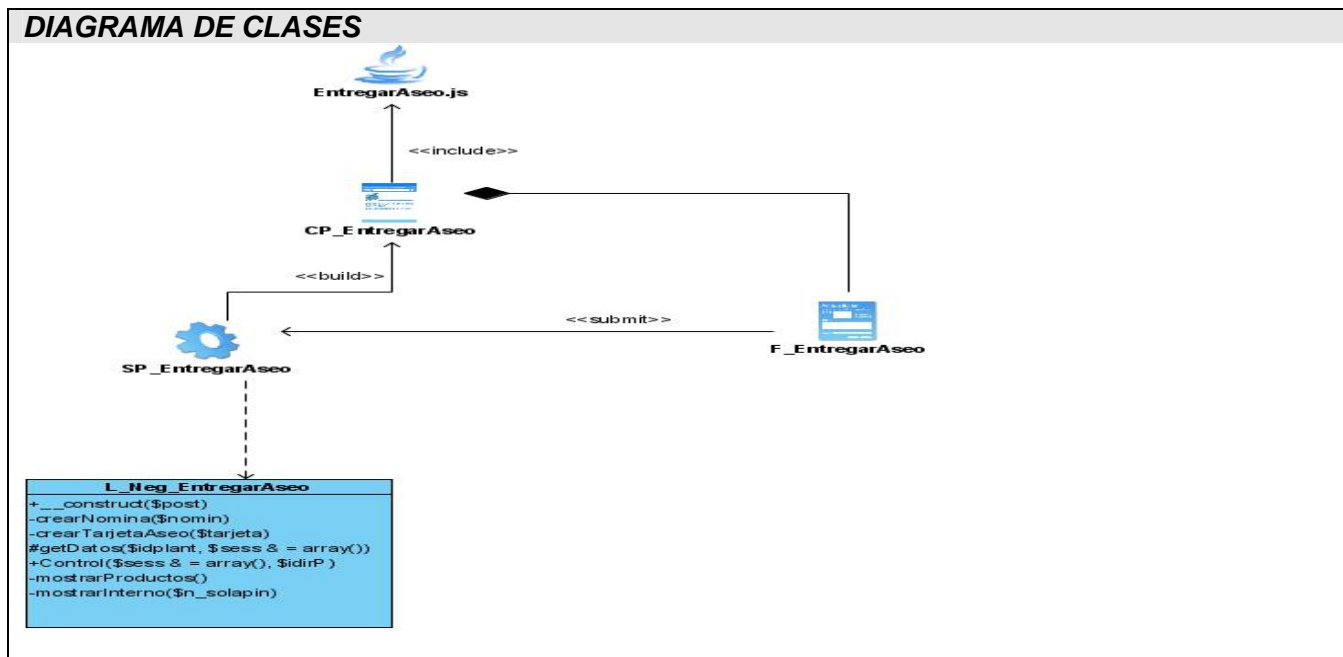 DIAGRAMA DE CLASES
EntregarAseo.js
<<include>>
CP_EntregarAseo
<<build>>
<<submit>>
SP_EntregarAseo
F_EntregarAseo
L_Neg_EntregarAseo
+__construct($post)
-crearNomina($nomin)
-crearTarjetaAseo($tarjeta)
#getDatos($idplant, $sess & = array())
+Control($sess & = array(), $idirP )
-mostrarProductos()
-mostrarInterno($n_solapin)